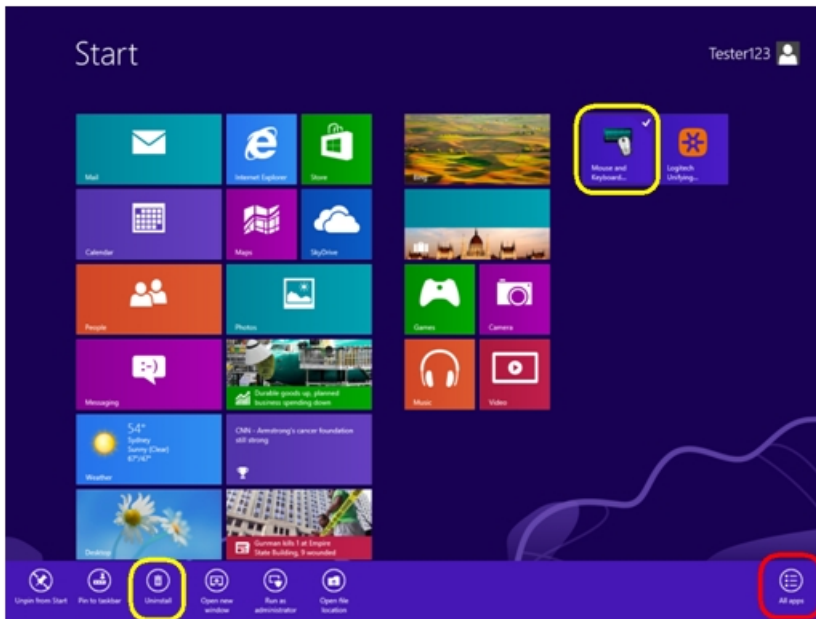 Start
Tester123
Mail
Internet Explorer
Store
Bing
Mouse and
Keyboard...
Logitech
Unifying...
Calendar
Maps
SkyDrive
People
Photos
Games
Camera
Messaging
Durable goods up, planned
business spending down
Music
Video
54°
Sydney
Sunny (Clear)
67°/47°
Weather
CNN - Armstrong's cancer foundation
still strong
Desktop
Gunman kills 1 at Empire
State Building, 9 wounded
Unpin from Start
Pin to taskbar
Uninstall
Open new
window
Run as
administrator
Open file
location
All apps